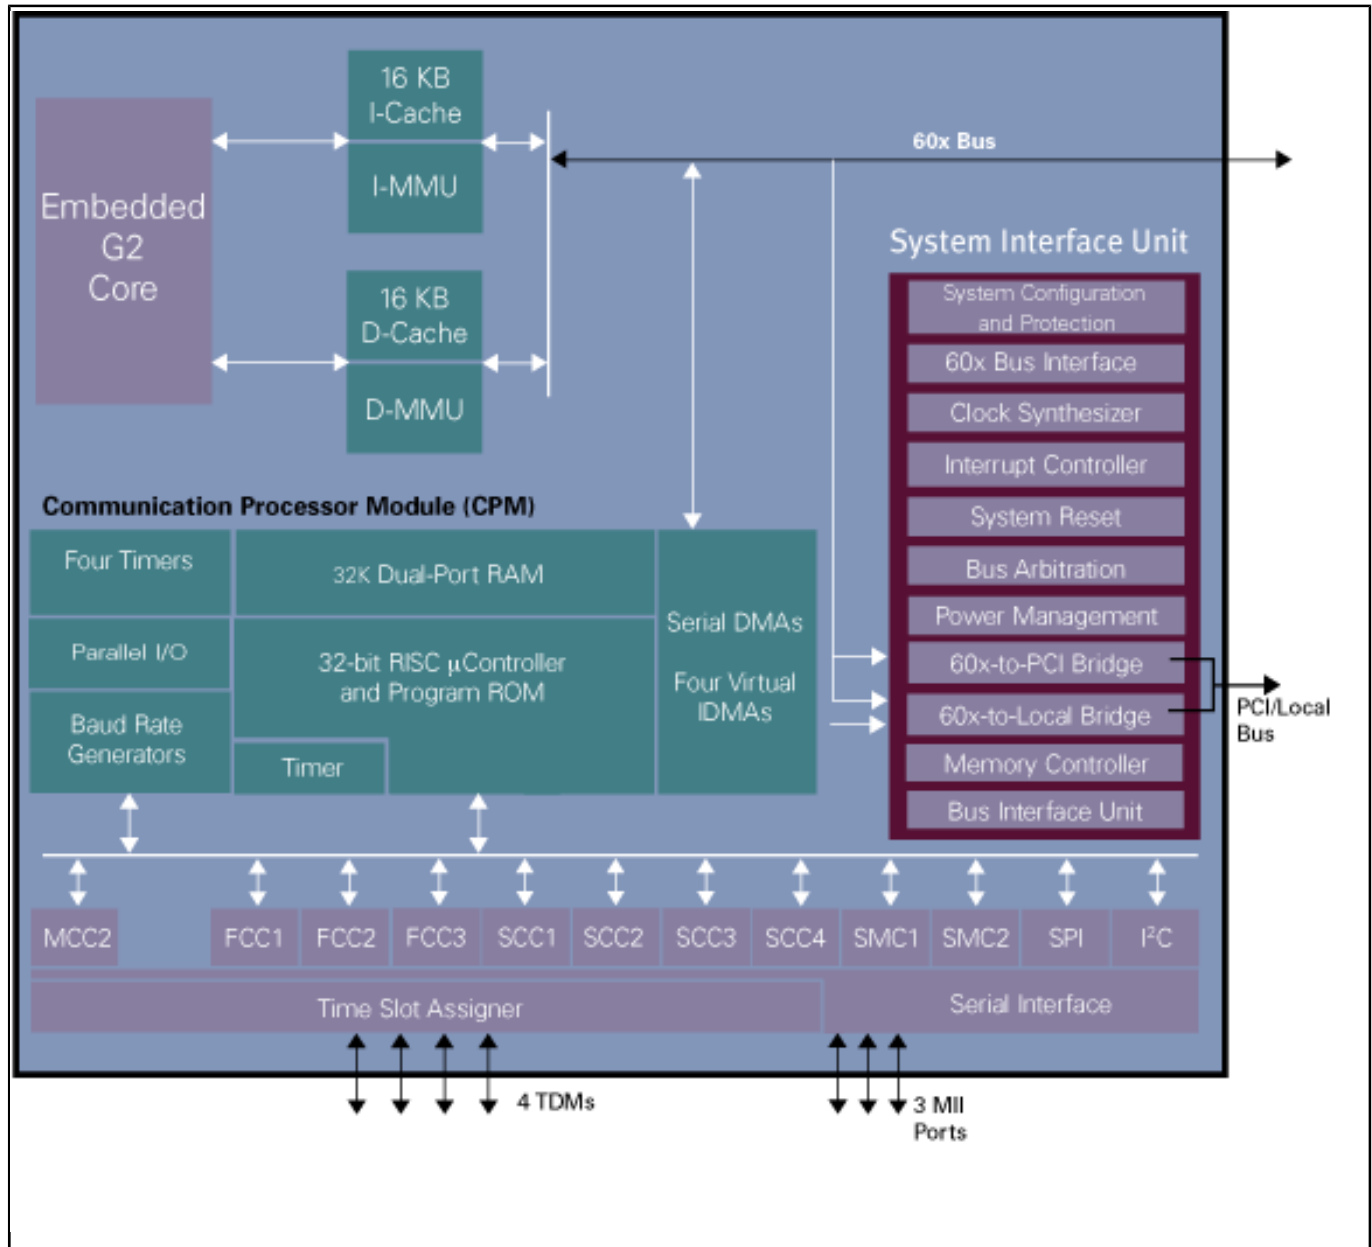 16 KB
I-Cache
I-MMU
60x Bus
Embedded
G2
Core
System Interface Unit
16 KB
D-Cache
D-MMU
System Configuration
and Protection
60x Bus Interface
Clock Synthesizer
Interrupt Controller
System Reset
Bus Arbitration
Power Management
60x-to-PCI Bridge
60x-to-Local Bridge
Memory Controller
Bus Interface Unit
PCI/Local
Bus
Communication Processor Module (CPM)
Four Timers
32K Dual-Port RAM
Serial DMAs
Four Virtual
IDMAs
Parallel I/O
32-bit RISC μController
and Program ROM
Baud Rate
Generators
Timer
MCC2
FCC1
FCC2
FCC3
SCC1
SCC2
SCC3
SCC4
SMC1
SMC2
SPI
I²C
Time Slot Assigner
Serial Interface
4 TDMs
3 MII
Ports